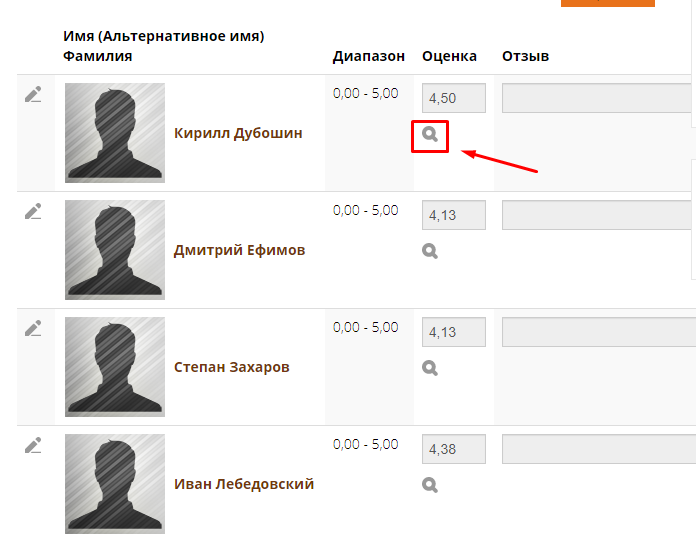 Имя (Альтернативное имя)
Фамилия Диапазон Оценка Отзыв
0,00 - 5,00 4,50
Кирилл Дубошин
0,00 - 5,00 4,13
Дмитрий Ефимов
0,00 - 5,00 4,13
Степан Захаров
0,00 - 5,00 4,38
Иван Лебедовский